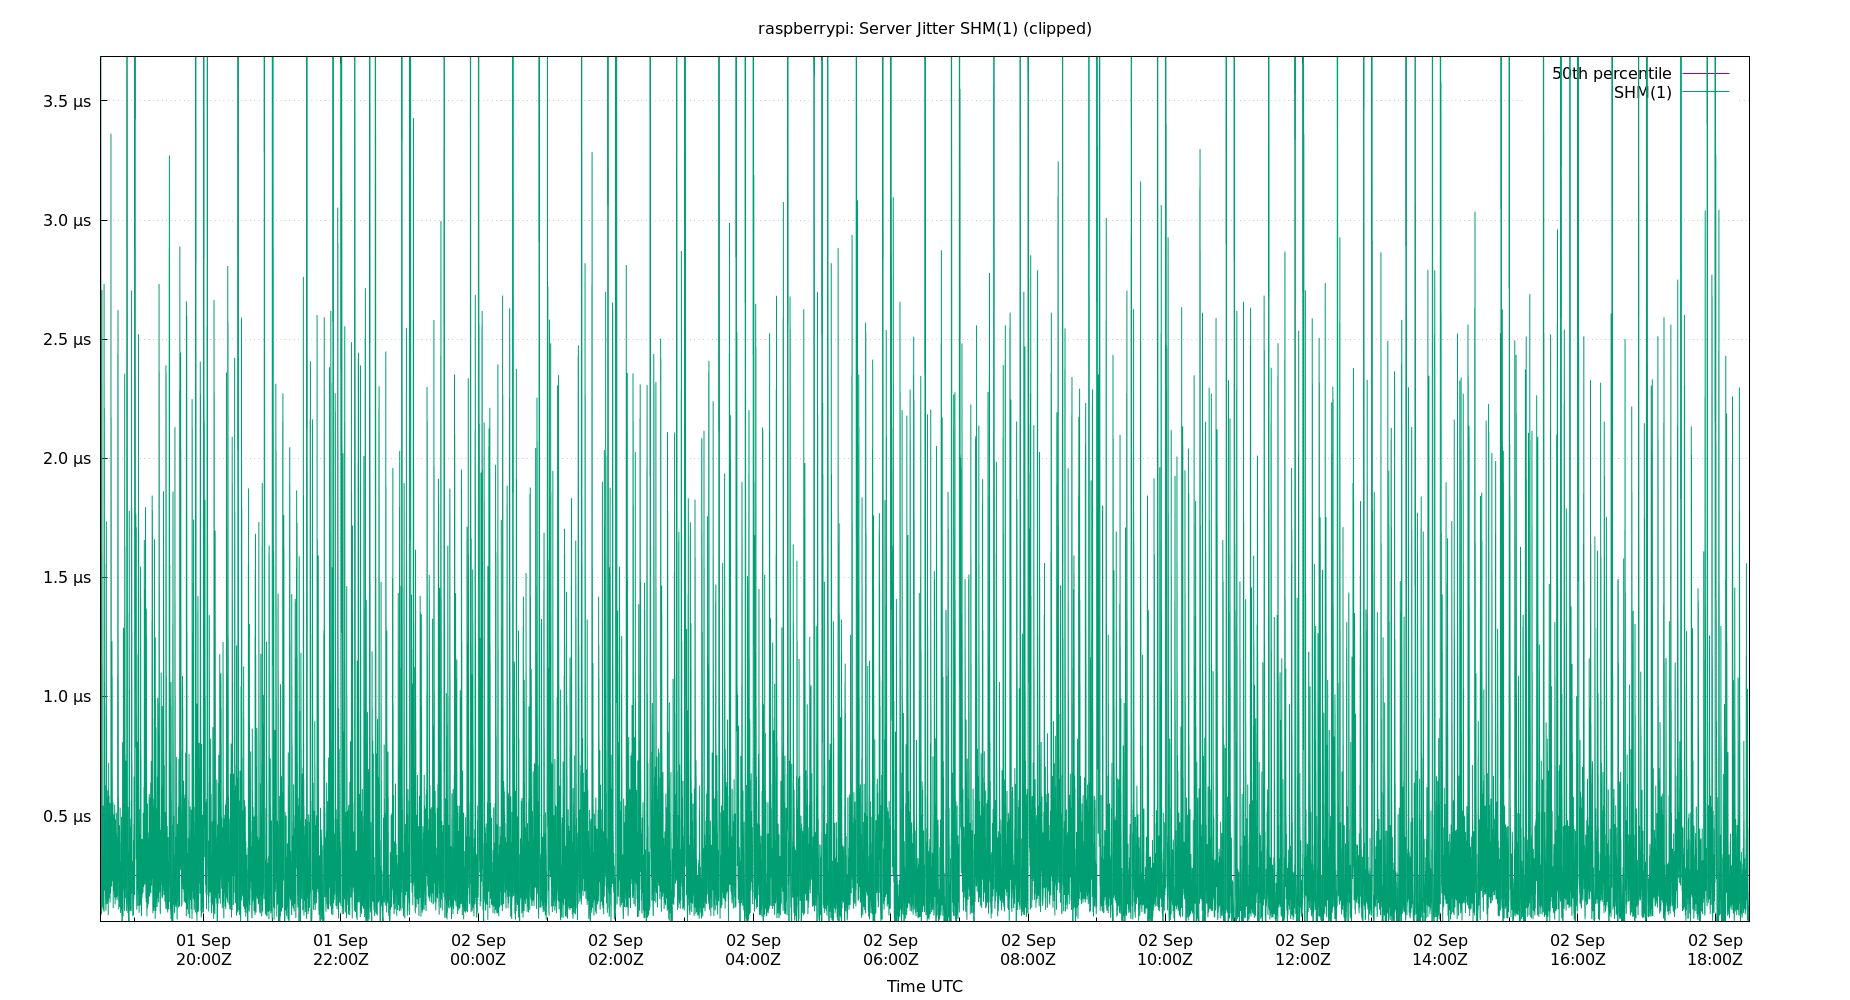 raspberrypi: Server Jitter SHM(1) (clipped)
50th percentile
SHM(1)
3.5 µs
3.0 µs
2.5 µs
2.0 µs
1.5 µs
1.0 µs
0.5 µs
01 Sep 01 Sep 02 Sep 02 Sep 02 Sep 02 Sep 02 Sep 02 Sep 02 Sep 02 Sep 02 Sep 02 Sep
20:00Z 22:00Z 00:00Z 02:00Z 04:00Z 06:00Z 08:00Z 10:00Z 12:00Z 14:00Z 16:00Z 18:00Z
Time UTC